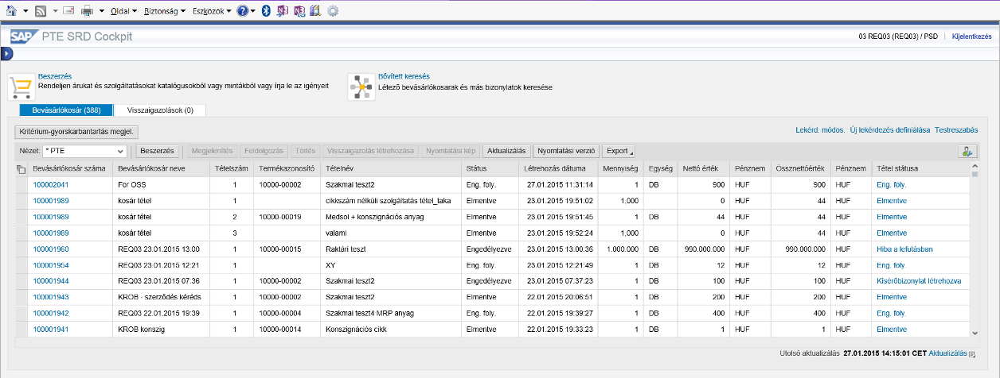 Oldal Biztonság Eszközök
SAP PTE SRD Cockpit 03 REQ03 (REQ03) / PSD Kijelentkezés
Beszerzés Bővített keresés
Rendeljen árukat és szolgáltatásokat katalógusokból vagy mintákból vagy írja le az igényeit Létező bevásárlókosarak és más bizonylatok keresése
Bevásárlókosár (388) Visszaigazolások (0)
Kritérium-gyorskarbantartás megjel. Lekérd. módos. Új lekérdezés definiálása Testreszabás
Nézet: * PTE Beszerzés Megjelenítés Feldolgozás Törlés Visszaigazolás létrehozása Nyomtatási kép Aktualizálás Nyomtatási verzió Export
Bevásárlókosár száma Bevásárlókosár neve Tételszám Termékazonosító Tételnév Státus Létrehozás dátuma Mennyiség Egység Nettó érték Pénznem Össznettóérték Pénznem Tétel státusa
100002041 For OSS 1 10000-00002 Szakmai teszt2 Eng. foly. 27.01.2015 11:31:14 1 DB 900 HUF 900 HUF Eng. foly.
100001989 kosár tétel 1 cikkszám nélküli szolgáltatás tétel_taka Elmentve 23.01.2015 19:51:02 1,000 0 HUF 44 HUF Elmentve
100001989 kosár tétel 2 10000-00019 Medsol + konszignációs anyag Elmentve 23.01.2015 19:51:45 1 DB 44 HUF 44 HUF Elmentve
100001989 kosár tétel 3 valami Elmentve 23.01.2015 19:52:24 1,000 0 HUF 44 HUF Elmentve
100001960 REQ03 23.01.2015 13.00 1 10000-00015 Raktári teszt Engedélyezve 23.01.2015 13.00:36 1.000.000 DB 990.000.000 HUF 990.000.000 HUF Hiba a lefutásban
100001954 REQ03 23.01.2015 12:21 1 XY Eng. foly. 23.01.2015 12:21:49 1 DB 12 HUF 12 HUF Eng. foly.
100001944 REQ03 23.01.2015 07.36 1 10000-00002 Szakmai teszt2 Engedélyezve 23.01.2015 07:37:23 1 DB 100 HUF 100 HUF Kísérőbizonylat létrehozva
100001943 KROB - szerződés kéréds 1 10000-00002 Szakmai teszt2 Elmentve 22.01.2015 20:06:51 1 DB 200 HUF 200 HUF Elmentve
100001942 REQ03 22.01.2015 19:39 1 10000-00004 Szakmai teszt4 MRP anyag Eng. foly. 22.01.2015 19:39:27 1 DB 400 HUF 400 HUF Eng. foly.
100001941 KROB konszig 1 10000-00014 Konszignációs cikk Elmentve 22.01.2015 19:33:23 1 DB 1 HUF 1 HUF Elmentve
Utolsó aktualizálás 27.01.2015 14:15:01 CET Aktualizálás